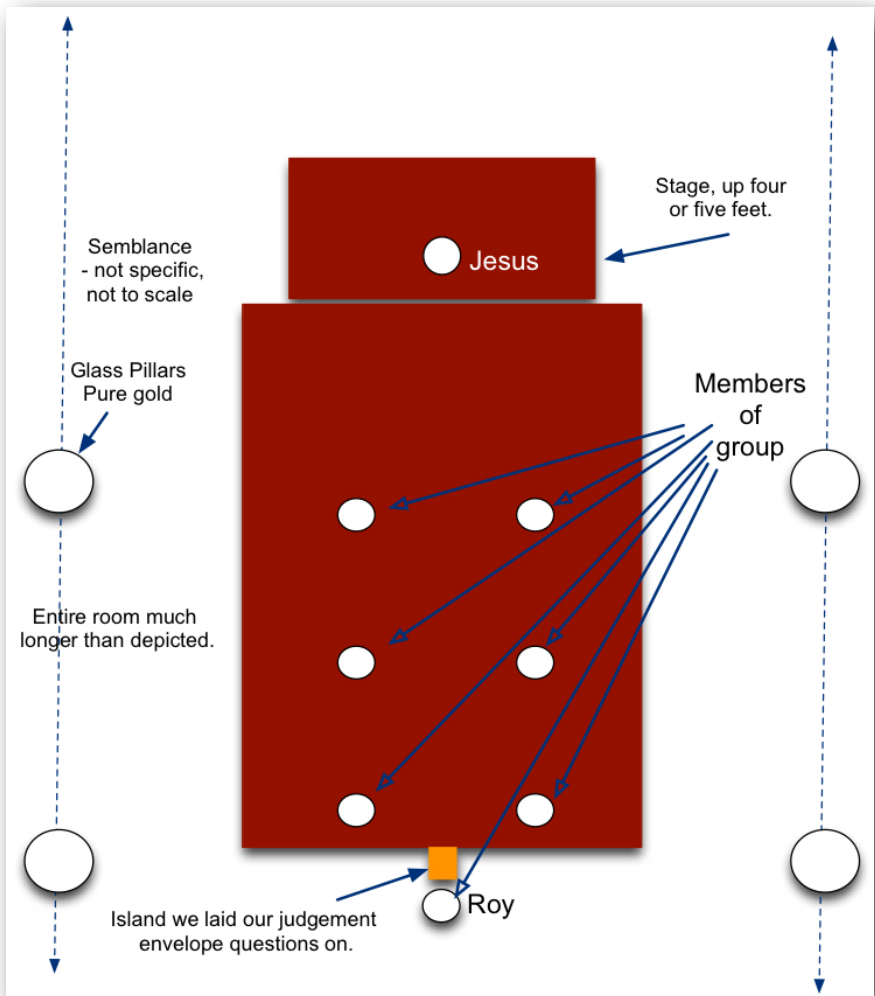 Stage, up four
or five feet.
Semblance
- not specific,
not to scale
Jesus
Glass Pillars
Pure gold
Members
of
group
Entire room much
longer than depicted.
Roy
Island we laid our judgement
envelope questions on.